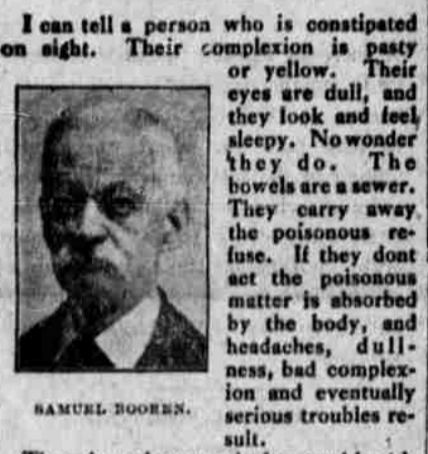 I can tell a person who is constipated
on sight. Their complexion is pasty
or yellow. Their
eyes are dull, and
they look and feel
sleepy. No wonder
they do. The
bowels are a sewer.
They carry away
the poisonous re-
fuse. If they dont
act the poisonous
matter is absorbed
by the body, and
headaches, dull-
ness, bad complex-
ion and eventually
serious troubles re-
sult.
SAMUEL BOOREN.